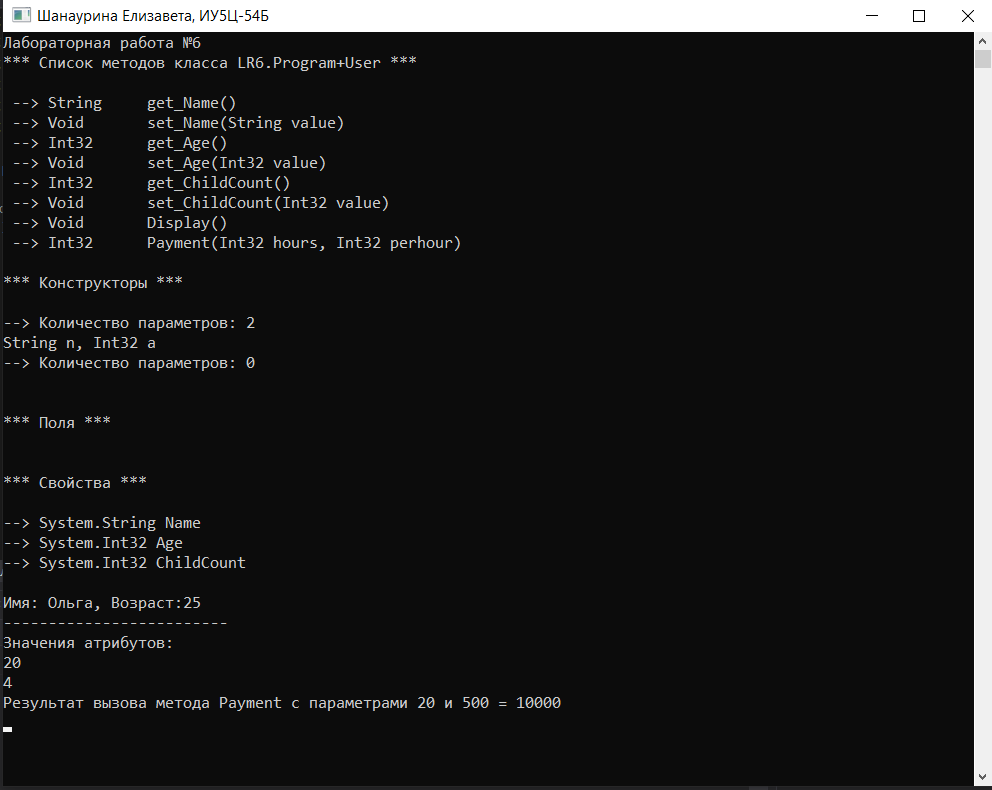 Шанаурина Елизавета, ИУ5Ц-54Б
Лабораторная работа №6
*** Список методов класса LR6.Program+User ***
--> String     get_Name()
--> Void       set_Name(String value)
--> Int32      get_Age()
--> Void       set_Age(Int32 value)
--> Int32      get_ChildCount()
--> Void       set_ChildCount(Int32 value)
--> Void       Display()
--> Int32      Payment(Int32 hours, Int32 perhour)
*** Конструкторы ***
--> Количество параметров: 2
String n, Int32 a
--> Количество параметров: 0
*** Поля ***
*** Свойства ***
--> System.String Name
--> System.Int32 Age
--> System.Int32 ChildCount
Имя: Ольга, Возраст:25
-------------------------
Значения атрибутов:
20
4
Результат вызова метода Payment с параметрами 20 и 500 = 10000